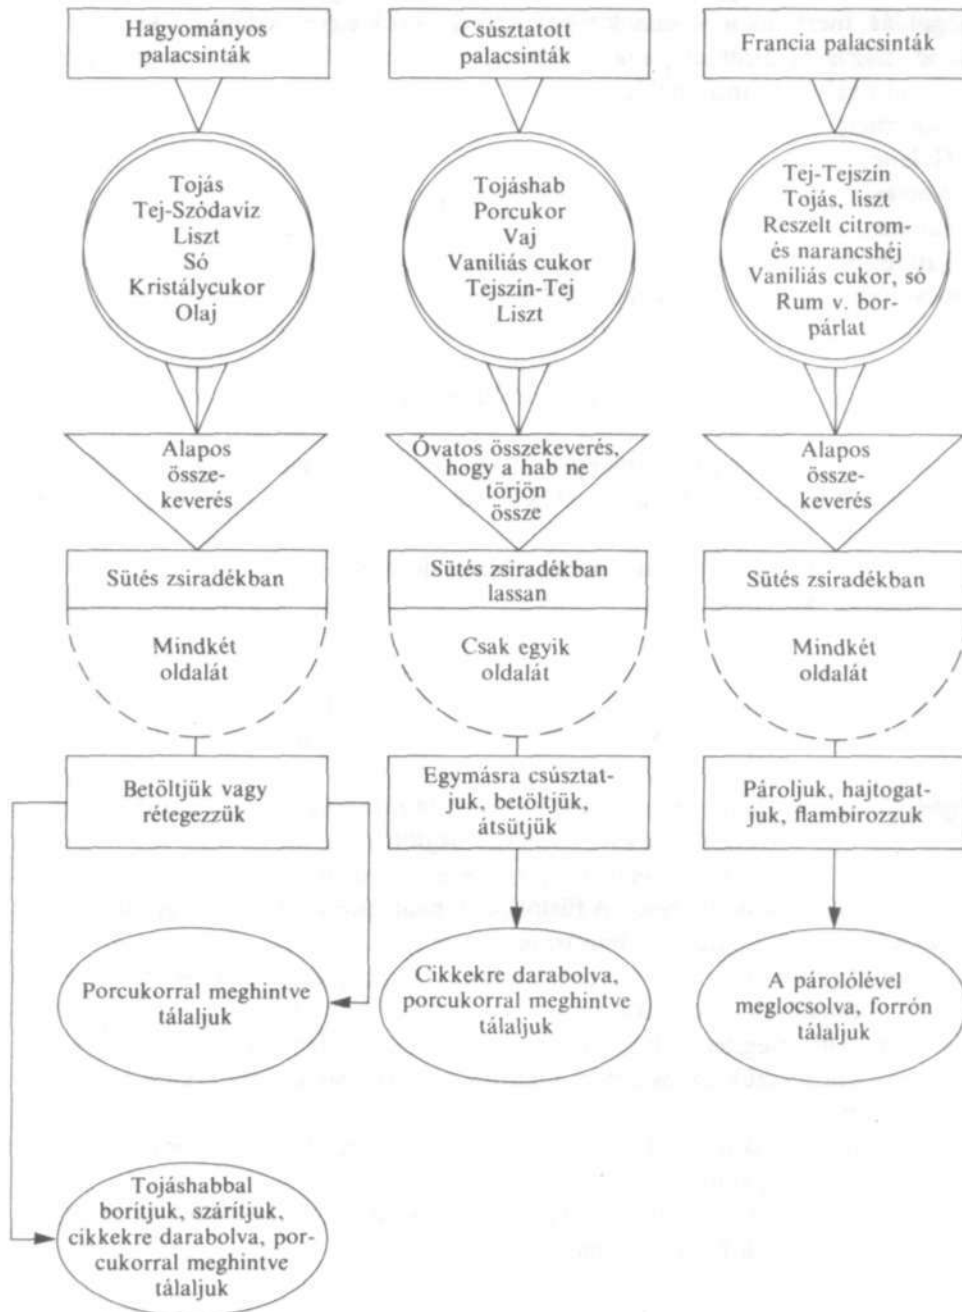 Hagyományos
palacsinták
Tojás
Tej-Szódavíz
Liszt
Só
Kristálycukor
Olaj
Alapos
össze-
keverés
Sütés zsiradékban
Mindkét
oldalát
Betöltjük vagy
rétegezzük
Porcukorral meghintve
tálaljuk
Tojáshabbal
borítjuk, szárítjuk,
cikkekre darabolva, por-
cukorral meghintve
tálaljuk
Csúsztatott
palacsinták
Tojáshab
Porcukor
Vaj
Vaníliás cukor
Tejszín-Tej
Liszt
Óvatos összekeverés,
hogy a hab ne
törjön
össze
Sütés zsiradékban
lassan
Csak egyik
oldalát
Egymásra csúsztat-
juk, betöltjük,
átsütjük
Cikkekre darabolva,
porcukorral meghintve
tálaljuk
Francia palacsinták
Tej-Tejszín
Tojás, liszt
Reszelt citrom-
és narancshéj
Vaníliás cukor, só
Rum v. bor-
párlat
Alapos
össze-
keverés
Sütés zsiradékban
Mindkét
oldalát
Pároljuk, hajtogat-
juk, flambírozzuk
A párolólével
meglocsolva, forrón
tálaljuk